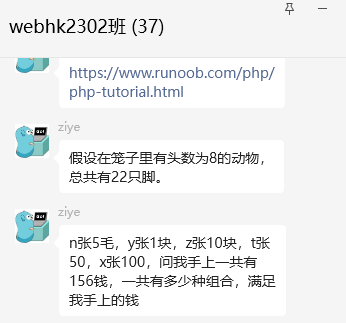 webhk2302班 (37)
https://www.runoob.com/php/
php-tutorial.html
ziye
假设在笼子里有头数为8的动物，
总共有22只脚。
ziye
n张5毛，y张1块，z张10块，t张
50，x张100，问我手上一共有
156钱，一共有多少种组合，满足
我手上的钱